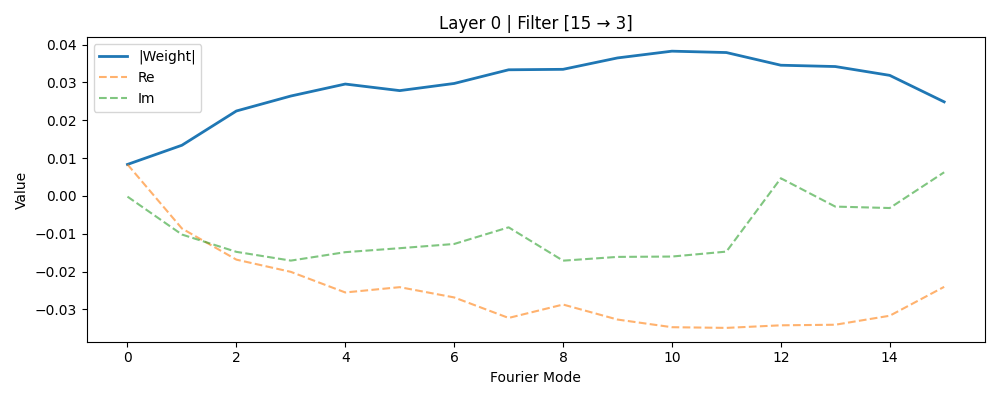 Layer 0 | Filter [15 → 3]
|Weight|
Re
Im
0.04
0.03
0.02
0.01
0.00
−0.01
−0.02
−0.03
Value
0 2 4 6 8 10 12 14
Fourier Mode